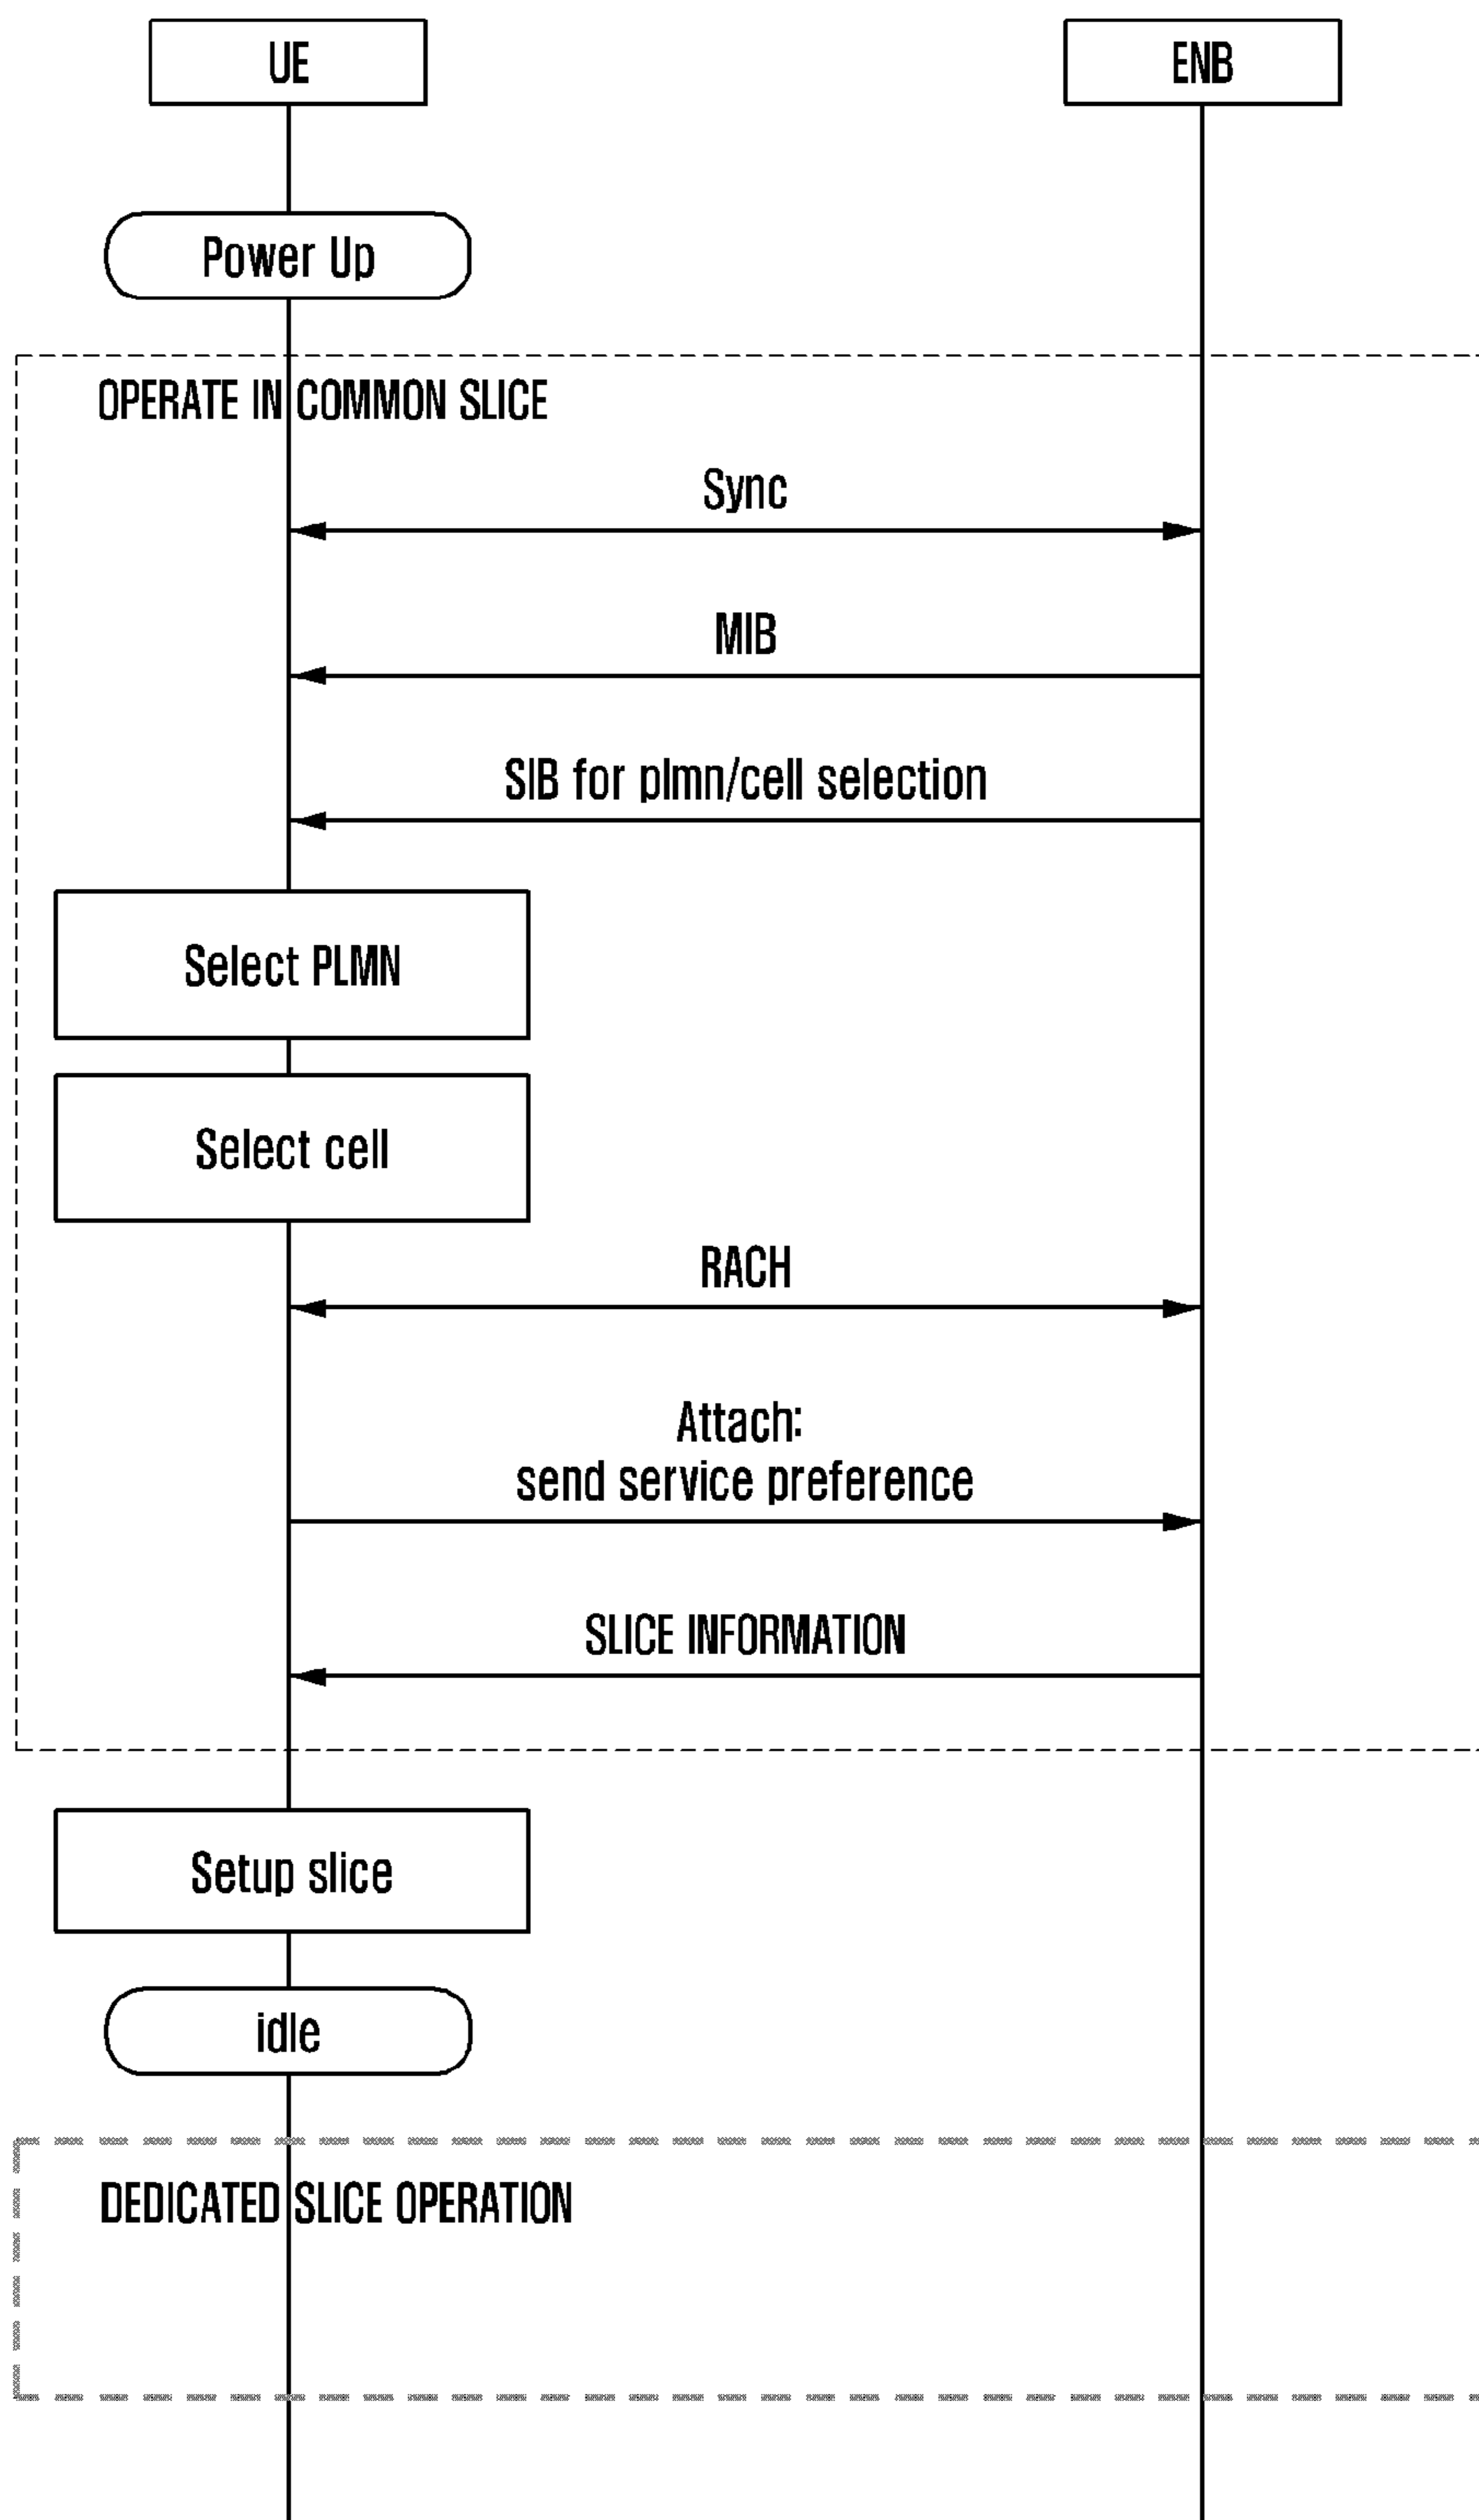 UE
ENB
Power Up
OPERATE IN COMMON SLICE
Sync
MIB
SIB for plmn/cell selection
Select PLMN
Select cell
RACH
Attach:
send service preference
SLICE INFORMATION
Setup slice
idle
DEDICATED SLICE OPERATION